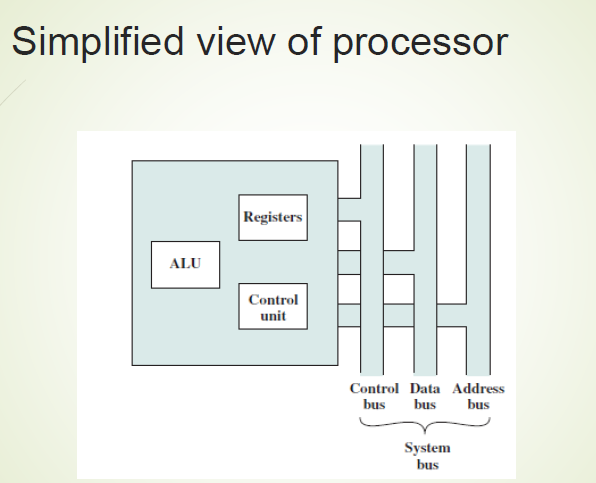 Simplified view of processor
Registers
ALU
Control
unit
Control Data Address
bus bus bus
System
bus